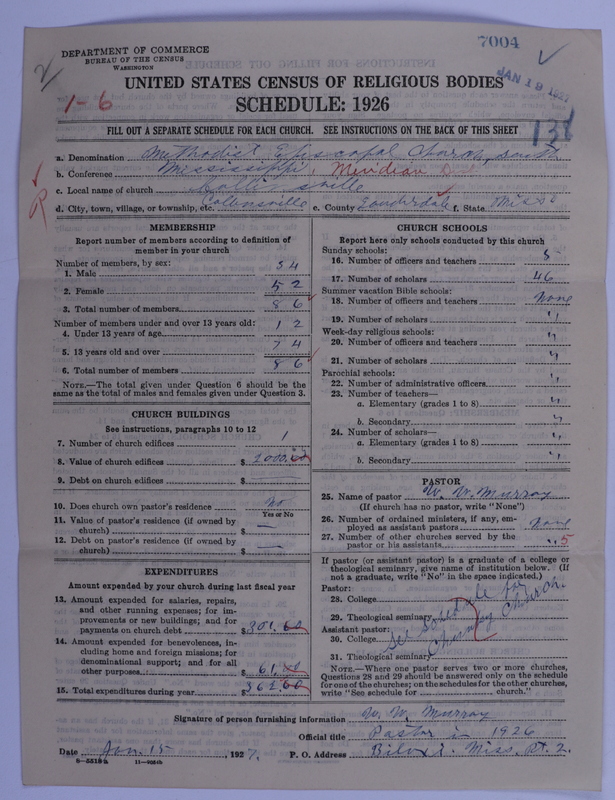 7004
DEPARTMENT OF COMMERCE
BUREAU OF THE CENSUS
WASHINGTON
JAN 19 1927
UNITED STATES CENSUS OF RELIGIOUS BODIES
1-6
SCHEDULE: 1926
FILL OUT A SEPARATE SCHEDULE FOR EACH CHURCH. SEE INSTRUCTIONS ON THE BACK OF THIS SHEET
138
a. Denomination Methodist Episcopal Church, south
b. Conference Mississippi, Meridian Dist
c. Local name of church Collinsville
d. City, town, village, or township, etc. Collinsville e. County Lauderdale f. State Miss
MEMBERSHIP
Report number of members according to definition of
member in your church
Number of members, by sex:
1. Male 34
2. Female 52
3. Total number of members 86
Number of members under and over 13 years old:
4. Under 13 years of age 12
5. 13 years old and over 74
6. Total number of members 86
NOTE.—The total given under Question 6 should be
same as the total of males and females given under Question 3.
CHURCH BUILDINGS
See instructions, paragraphs 10 to 12
7. Number of church edifices 1
8. Value of church edifices $ 2000.00
9. Debt on church edifices $
10. Does church own pastor's residence No
Yes or No
11. Value of pastor's residence (if owned by
church) $ —
12. Debt on pastor's residence (if owned by
church) $ —
EXPENDITURES
Amount expended by your church during last fiscal year
13. Amount expended for salaries, repairs,
and other running expenses; for im-
provements or new buildings; and for
payments on church debt $ 301.60
14. Amount expended for benevolences, in-
cluding home and foreign missions; for
denominational support; and for all
other purposes $ 61.00
15. Total expenditures during year $ 362.60
CHURCH SCHOOLS
Report here only schools conducted by this church
Sunday schools:
16. Number of officers and teachers 5
17. Number of scholars 46
Summer vacation Bible schools:
18. Number of officers and teachers None
19. Number of scholars "
Week-day religious schools:
20. Number of officers and teachers "
21. Number of scholars "
Parochial schools:
22. Number of administrative officers "
23. Number of teachers—
a. Elementary (grades 1 to 8) "
b. Secondary "
24. Number of scholars—
a. Elementary (grades 1 to 8) "
b. Secondary "
PASTOR
25. Name of pastor W. W. Murray
(If church has no pastor, write "None")
26. Number of ordained ministers, if any, em-
ployed as assistant pastors None
27. Number of other churches served by the
pastor or his assistants " 5
If pastor (or assistant pastor) is a graduate of a college or
theological seminary, give name of institution below. (If
not a graduate, write "No" in the space indicated.)
Pastor:
28. College
29. Theological seminary
Assistant pastor:
30. College
31. Theological seminary
See Schedule for
Church.
NOTE.—Where one pastor serves two or more churches,
Questions 28 and 29 should be answered only on the schedule
for one of the churches; on the schedules for the other churches,
write "See schedule for church."
Signature of person furnishing information W. W. Murray
Official title Pastor in 1926
Date Jan. 15, 1927. P. O. Address Biloxi. Miss. Rt. 2.
8-5518a 11-9084b